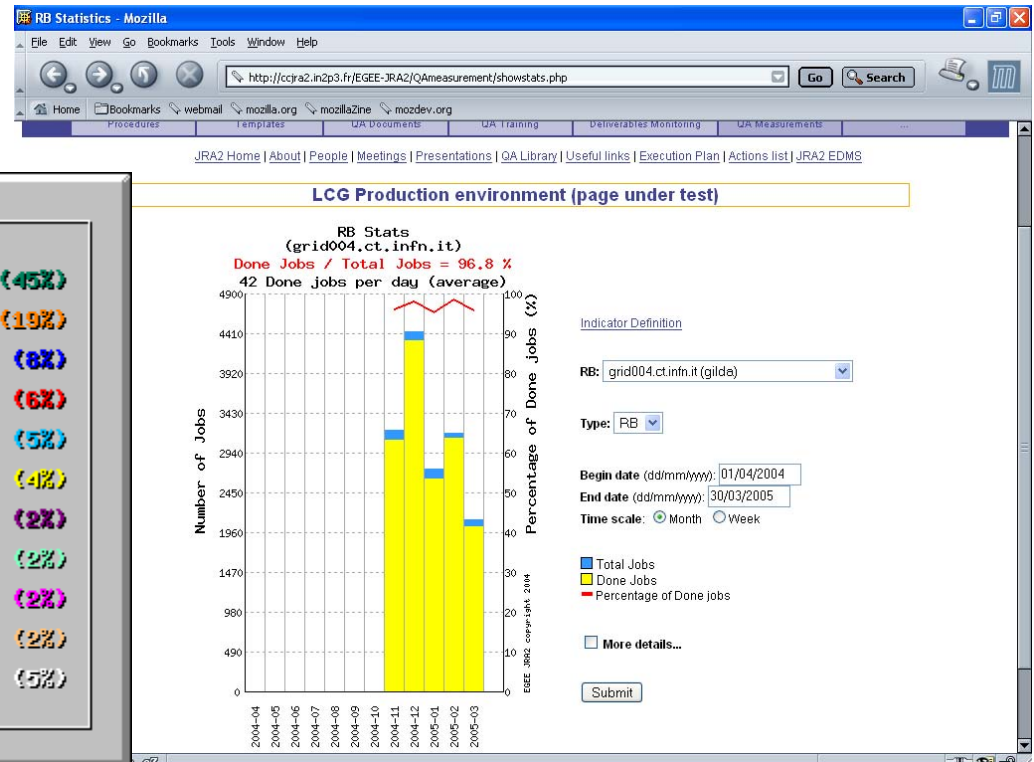 RB Statistics - Mozilla
File Edit View Go Bookmarks Tools Window Help
http://ccjra2.in2p3.fr/EGEE-JRA2/QAmeasurement/showstats.php
Go
Search
Home Bookmarks webmail mozilla.org mozillaZine mozdev.org
Procedures Templates QA Documents QA Training Deliverables Monitoring QA Measurements ...
JRA2 Home | About | People | Meetings | Presentations | QA Library | Useful links | Execution Plan | Actions list | JRA2 EDMS
LCG Production environment (page under test)
(45%)
(19%)
(8%)
(6%)
(5%)
(4%)
(2%)
(2%)
(2%)
(2%)
(5%)
RB Stats
(grid004.ct.infn.it)
Done Jobs / Total Jobs = 96.8 %
42 Done jobs per day (average)
4900
4410
3920
3430
2940
2450
1960
1470
980
490
0
Number of Jobs
100
90
80
70
60
50
40
30
20
10
0
Percentage of Done jobs (%)
EGEE JRA2 copyright 2004
2004-04
2004-05
2004-06
2004-07
2004-08
2004-09
2004-10
2004-11
2004-12
2005-01
2005-02
2005-03
Indicator Definition
RB: grid004.ct.infn.it (gilda)
Type: RB
Begin date (dd/mm/yyyy): 01/04/2004
End date (dd/mm/yyyy): 30/03/2005
Time scale: Month Week
Total Jobs
Done Jobs
Percentage of Done jobs
More details...
Submit